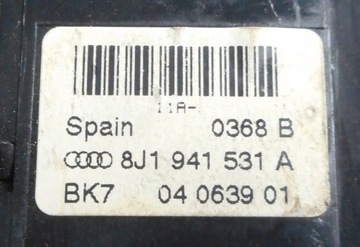 11A-
Spain 0368 B
8J1 941 531 A
BK7 04 0639 01